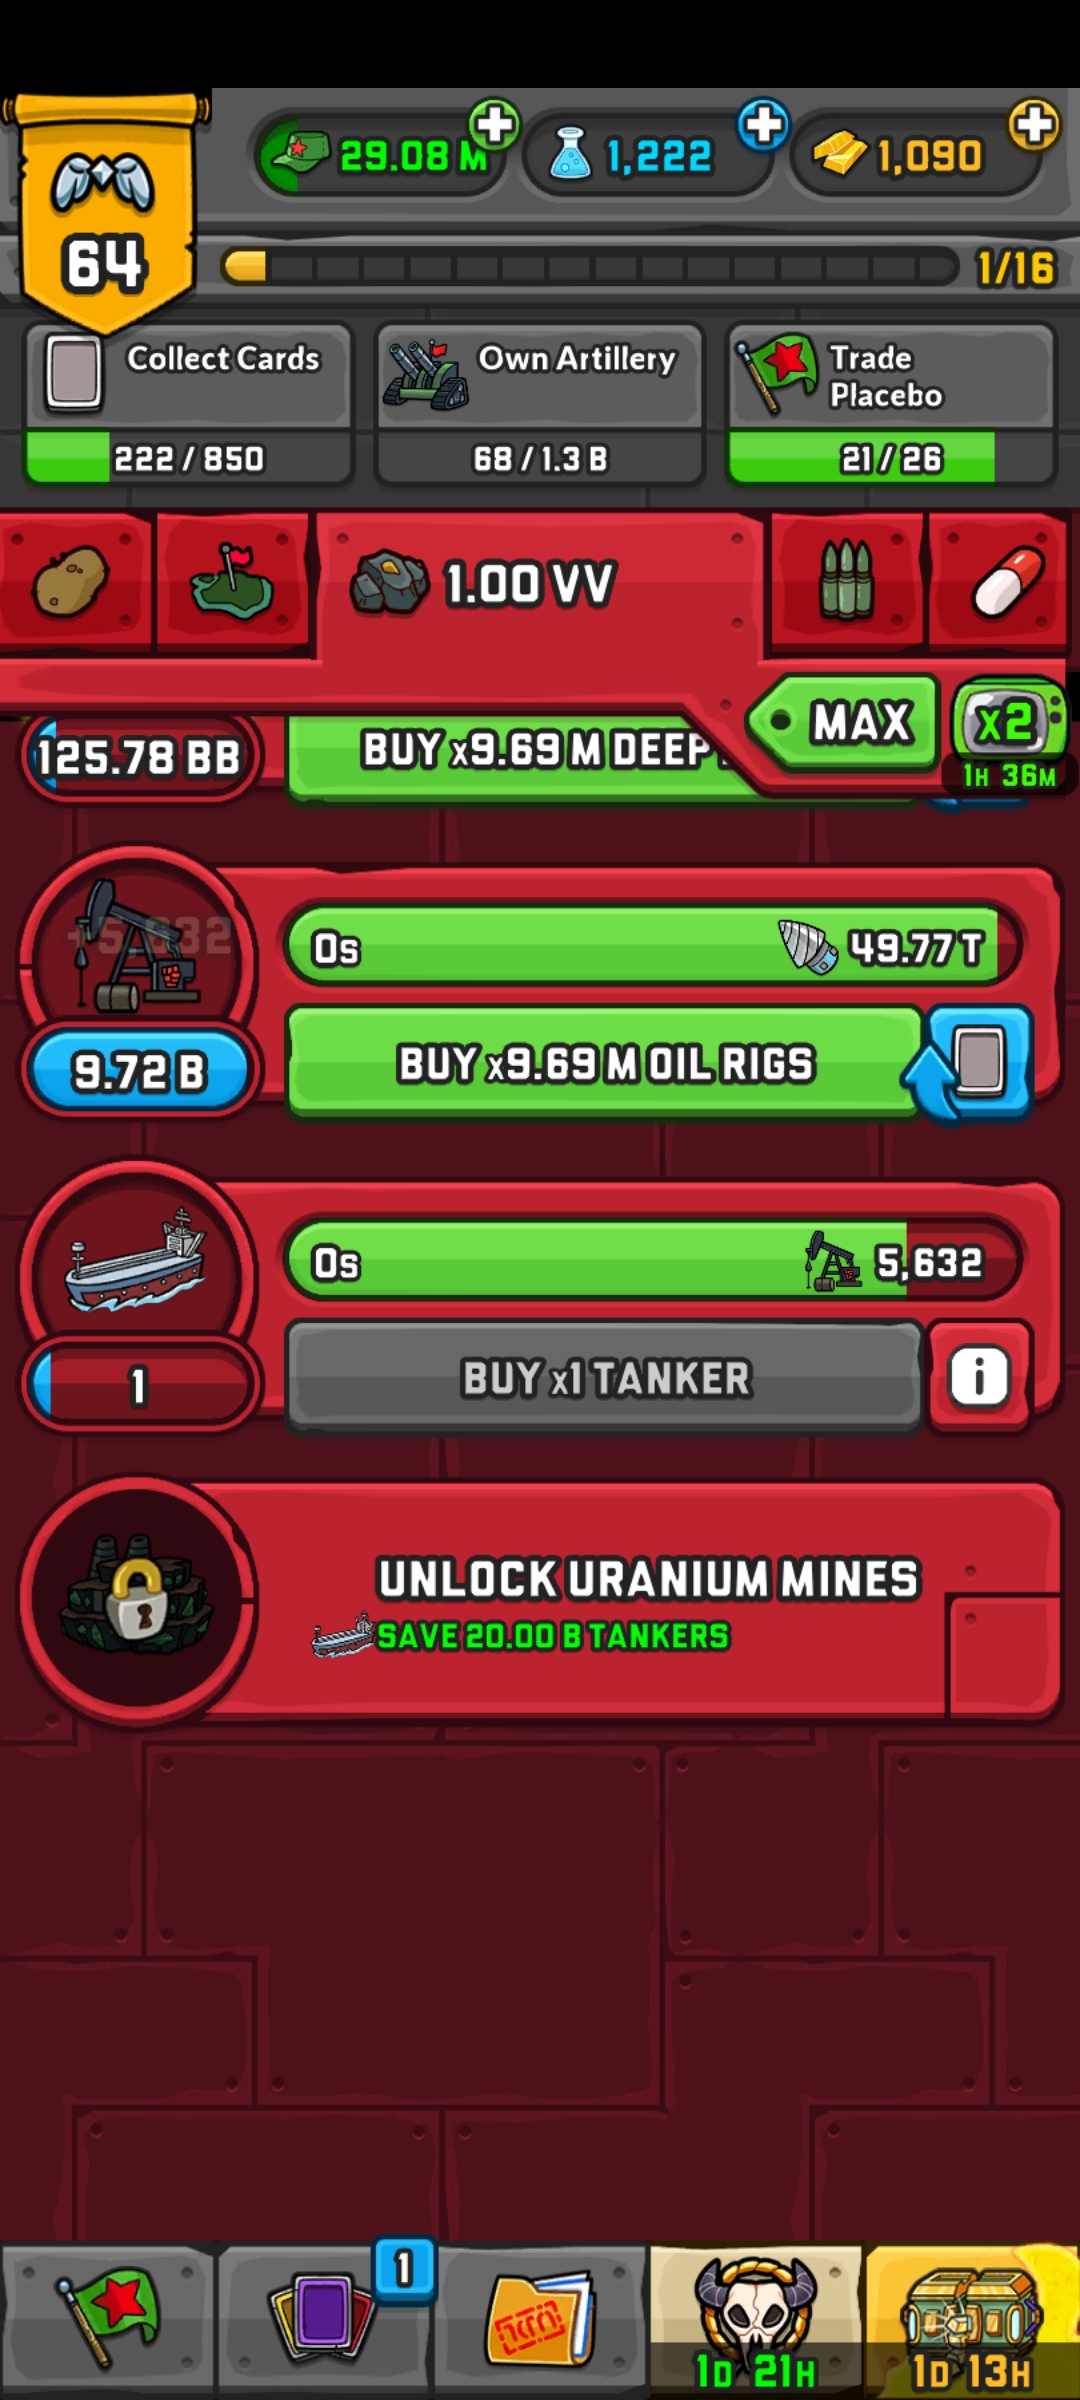 29.08 M
1,222
1,090
64
1/16
Collect Cards
Own Artillery
Trade
Placebo
222 / 850
68 / 1.3 B
21 / 26
1.00 VV
MAX
x2
1H 36M
125.78 BB
BUY x9.69 M DEEP
+5,632
0s
49.77 T
9.72 B
BUY x9.69 M OIL RIGS
0s
5,632
1
BUY x1 TANKER
i
UNLOCK URANIUM MINES
SAVE 20.00 B TANKERS
1
1D 21H
1D 13H